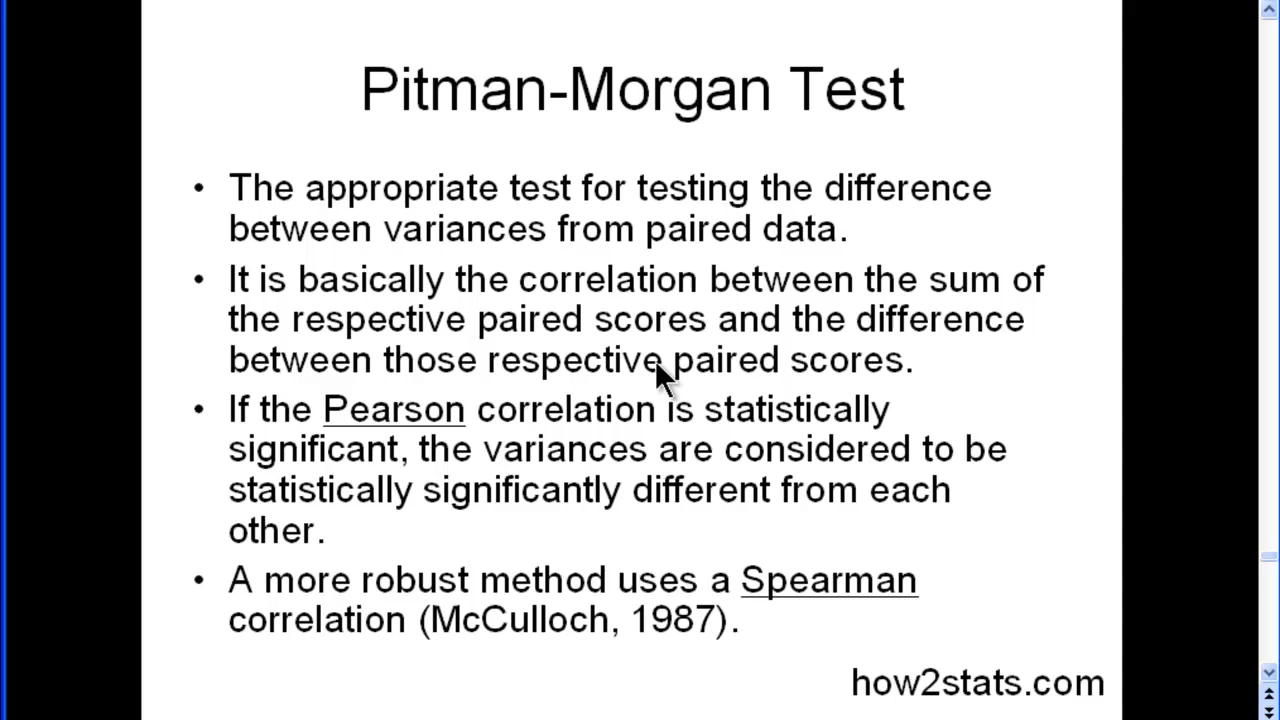 Pitman-Morgan Test
• The appropriate test for testing the difference
between variances from paired data.
• It is basically the correlation between the sum of
the respective paired scores and the difference
between those respective paired scores.
• If the Pearson correlation is statistically
significant, the variances are considered to be
statistically significantly different from each
other.
• A more robust method uses a Spearman
correlation (McCulloch, 1987).
how2stats.com